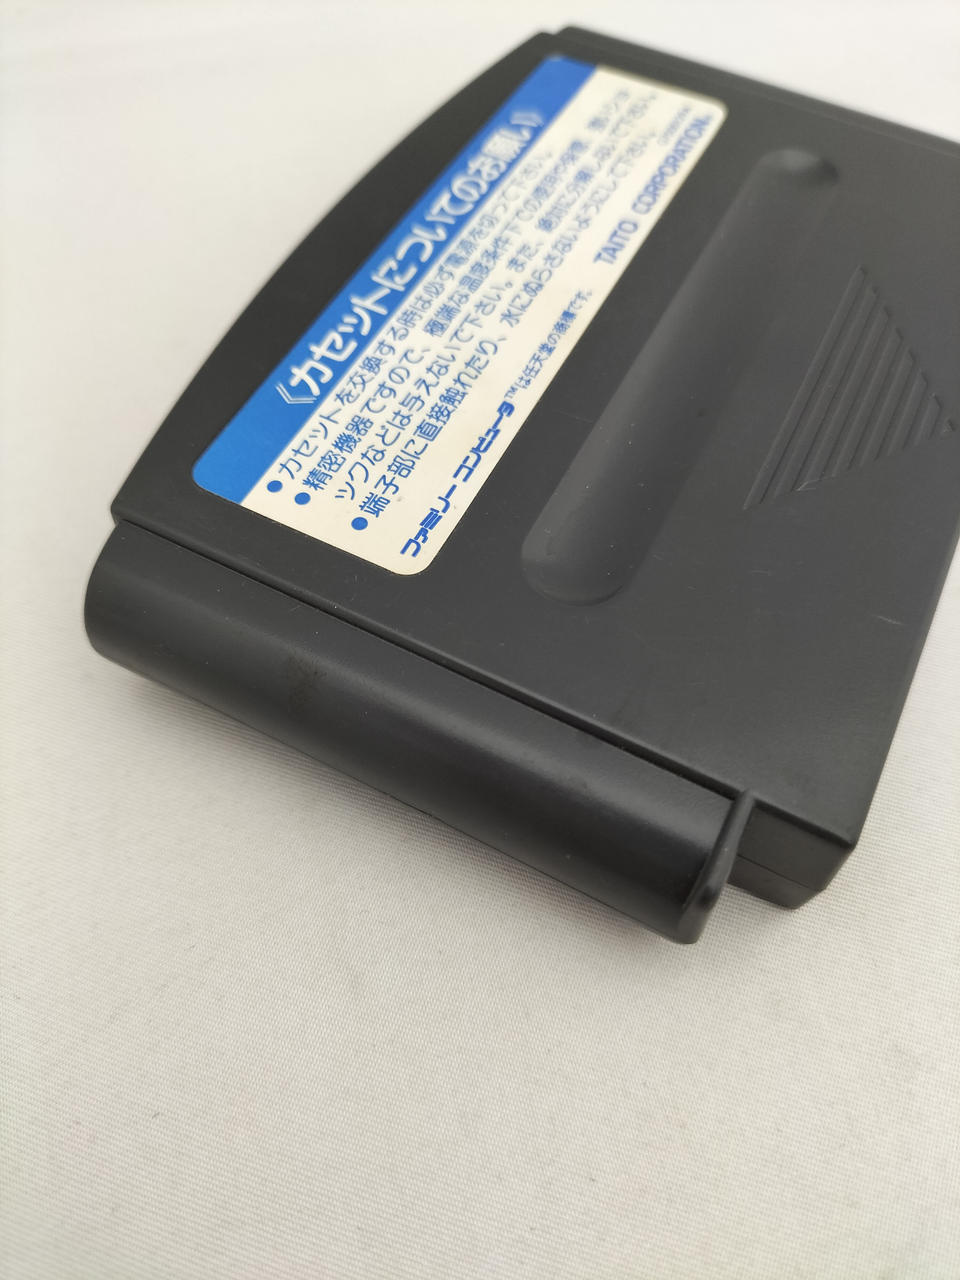 《カセットについてのお願い》
●カセットを交換する時は必ず電源を切って下さい。
●精密機器ですので、極端な温度条件下での使用や保管、強いショ
ックなどは与えないで下さい。また、絶対に分解しないで下さい。
●端子部に直接触れたり、水にぬらさないようにして下さい。
ファミリーコンピュータ™は任天堂の商標です。
TAITO CORPORATION